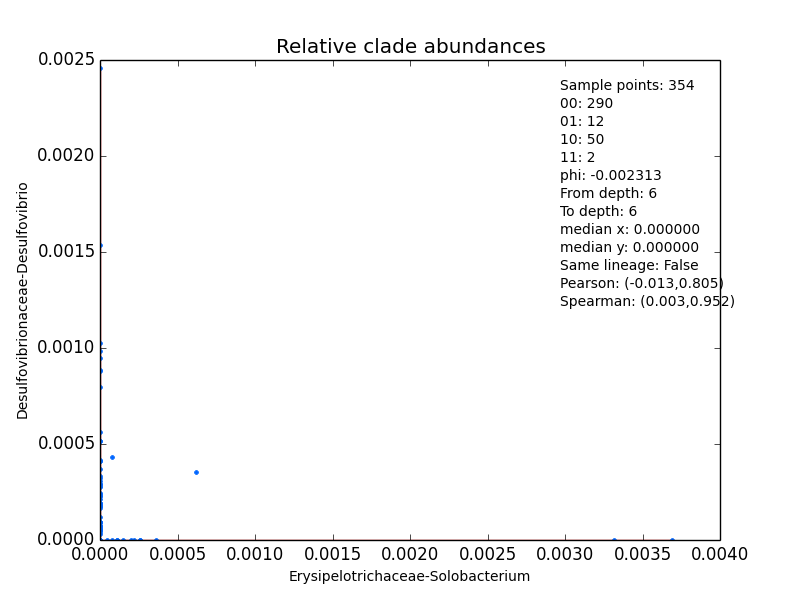 Relative clade abundances
0.0025
0.0020
0.0015
0.0010
0.0005
0.0000
Desulfovibrionaceae-Desulfovibrio
Sample points: 354
00: 290
01: 12
10: 50
11: 2
phi: -0.002313
From depth: 6
To depth: 6
median x: 0.000000
median y: 0.000000
Same lineage: False
Pearson: (-0.013,0.805)
Spearman: (0.003,0.952)
0.0000 0.0005 0.0010 0.0015 0.0020 0.0025 0.0030 0.0035 0.0040
Erysipelotrichaceae-Solobacterium